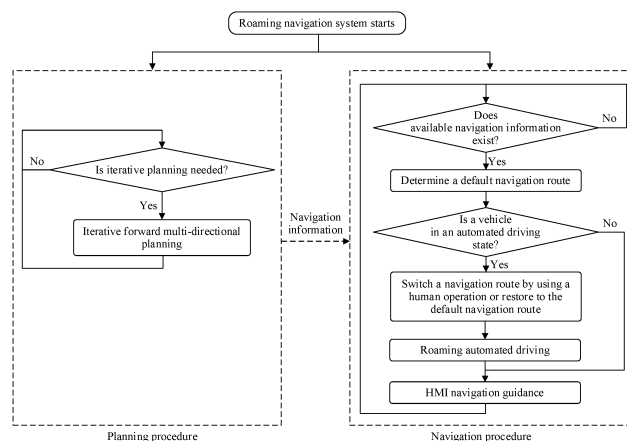 Roaming navigation system starts
Is iterative planning needed?
No
Yes
Iterative forward multi-directional
planning
Planning procedure
Navigation
information
Does
available navigation information
exist?
No
Yes
Determine a default navigation route
Is a vehicle
in an automated driving
state?
No
Yes
Switch a navigation route by using a
human operation or restore to the
default navigation route
Roaming automated driving
HMI navigation guidance
Navigation procedure